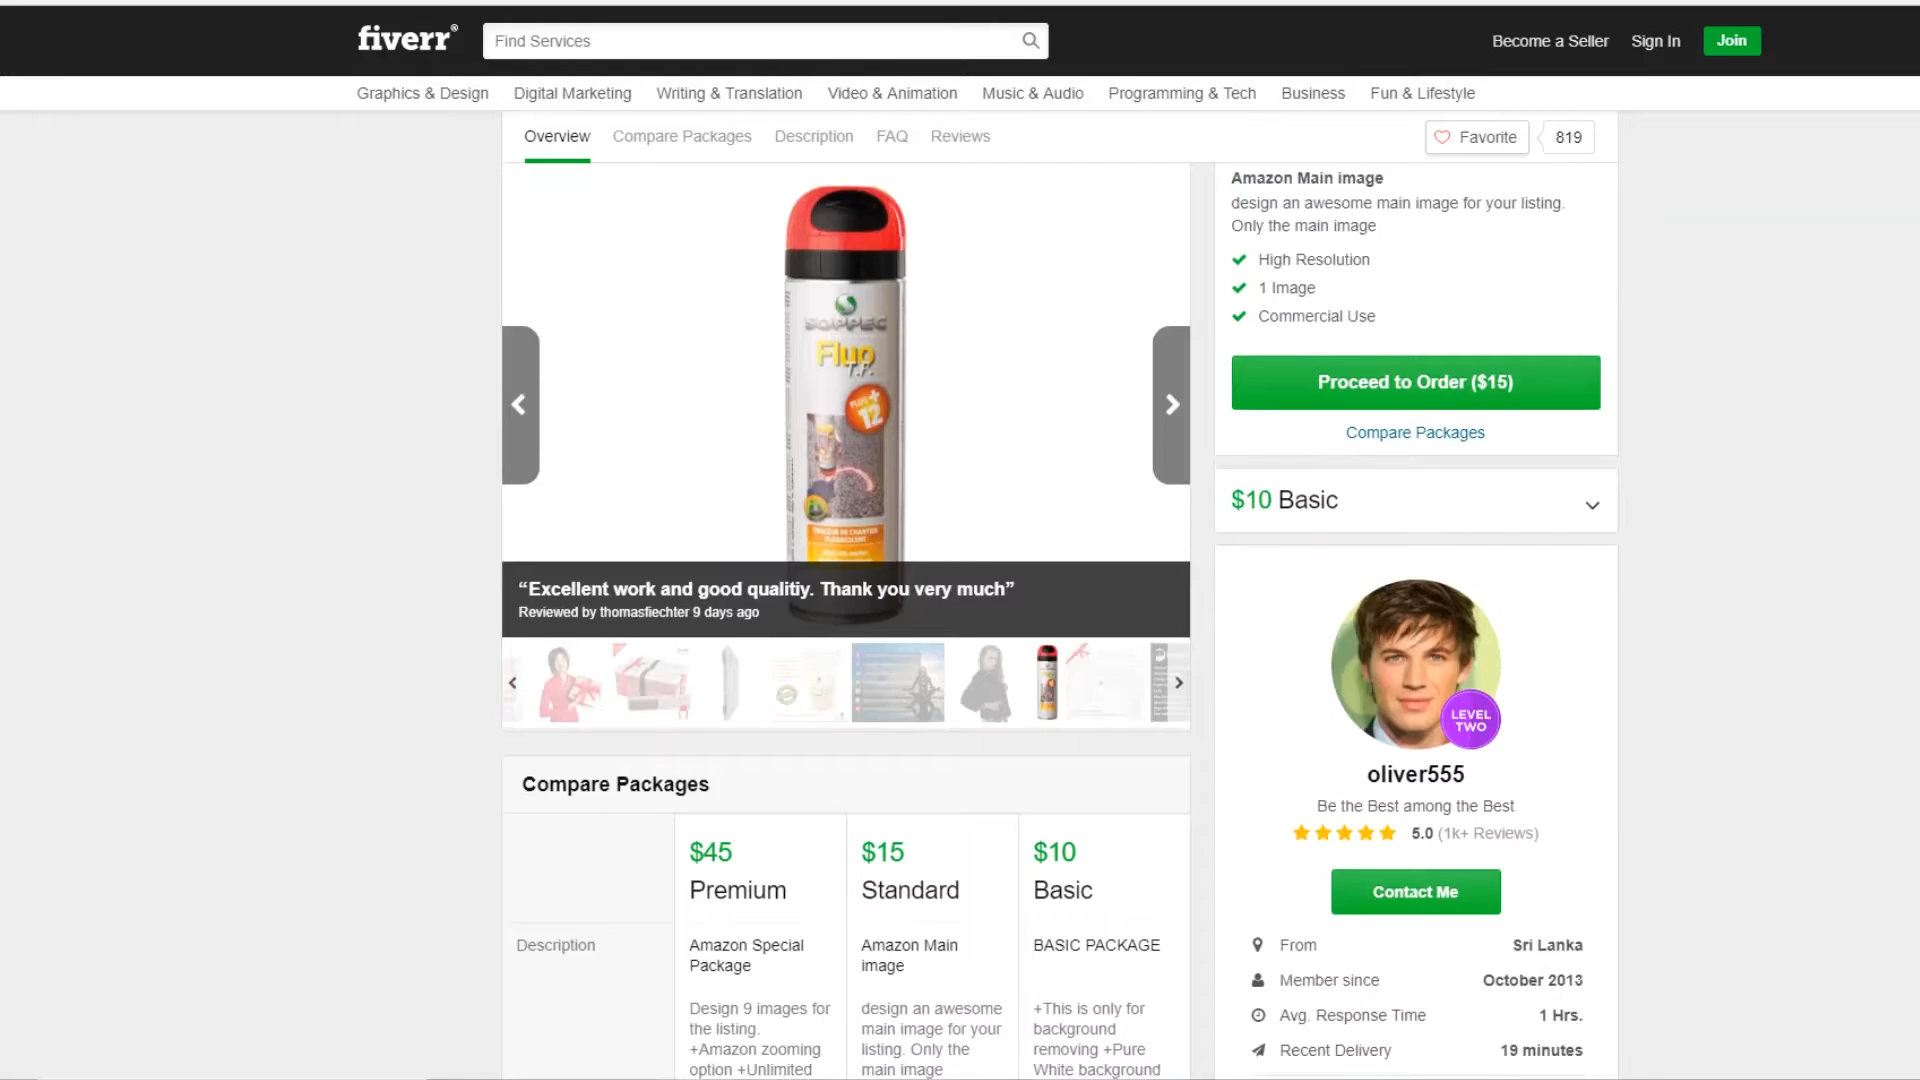 fiverr®
Find Services
Become a Seller
Sign In
Join
Graphics & Design
Digital Marketing
Writing & Translation
Video & Animation
Music & Audio
Programming & Tech
Business
Fun & Lifestyle
Overview
Compare Packages
Description
FAQ
Reviews
Favorite
819
SOPPEC
Fluo
T.P.
FLUO +
12
TRACEUR DE CHANTIER
FLUORESCENT
“Excellent work and good qualitiy. Thank you very much”
Reviewed by thomasfiechter 9 days ago
Amazon Main image
design an awesome main image for your listing.
Only the main image
High Resolution
1 Image
Commercial Use
Proceed to Order ($15)
Compare Packages
$10 Basic
LEVEL
TWO
oliver555
Be the Best among the Best
5.0 (1k+ Reviews)
Contact Me
From Sri Lanka
Member since October 2013
Avg. Response Time 1 Hrs.
Recent Delivery 19 minutes
Compare Packages
$45
Premium
$15
Standard
$10
Basic
Description
Amazon Special
Package
Design 9 images for
the listing.
+Amazon zooming
option +Unlimited
Amazon Main
image
design an awesome
main image for your
listing. Only the
main image
BASIC PACKAGE
+This is only for
background
removing +Pure
White background